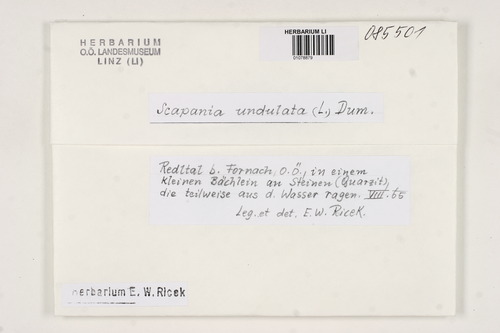 HERBARIUM
O.Ö. LANDESMUSEUM
LINZ (LI)
HERBARIUM LI
01076879
085501
Scapania undulata (L.) Dum.
Redltal b. Fornach, O.Ö., in einem
kleinen Bächlein an Steinen (Quarzit),
die teilweise aus d. Wasser ragen. VIII. 65
Leg. et det. E. W. Ricek.
Herbarium E. W. Ricek